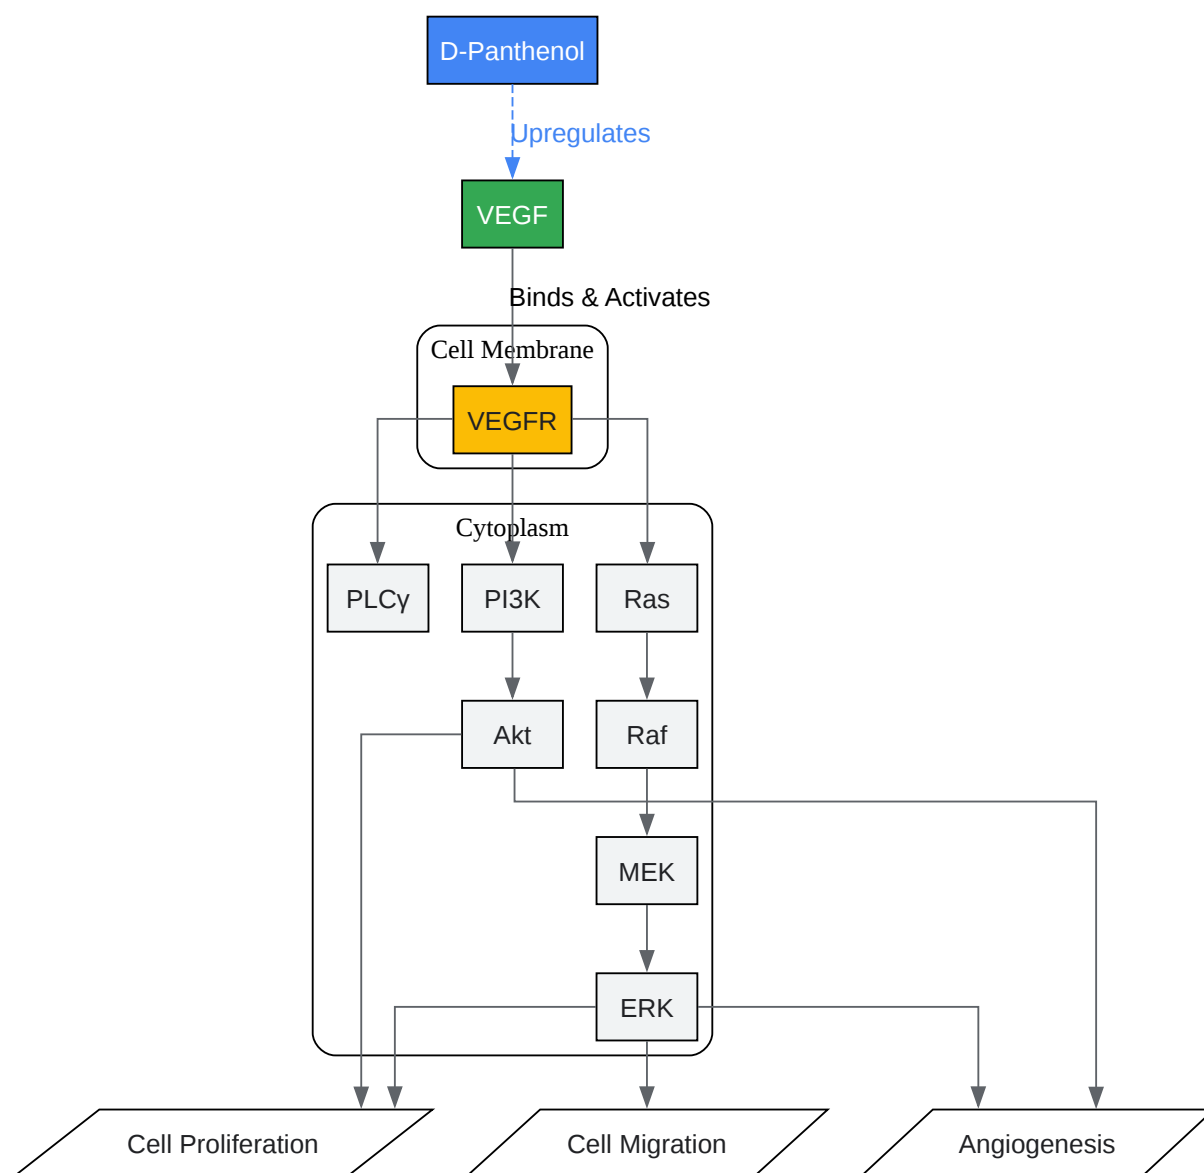 D-Panthenol
Upregulates
VEGF
Binds & Activates
Cell Membrane
VEGFR
Cytoplasm
PLCγ
PI3K
Ras
Akt
Raf
MEK
ERK
Cell Proliferation
Cell Migration
Angiogenesis